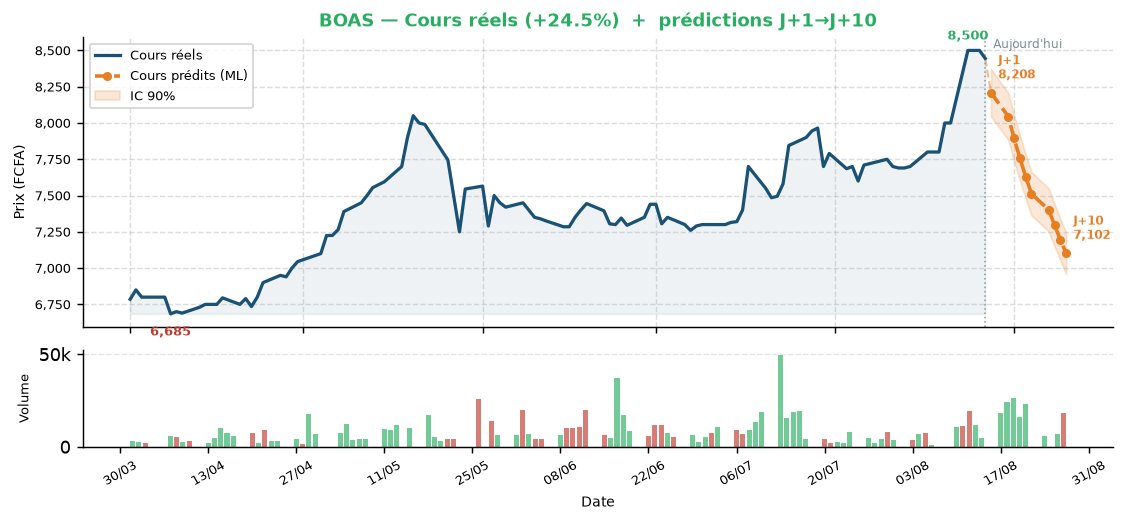 BOAS — Cours réels (+24.5%) + prédictions J+1→J+10
8,500
Aujourd'hui
Cours réels
Cours prédits (ML)
IC 90%
J+1
8,208
J+10
7,102
6,685
Prix (FCFA)
8,500
8,250
8,000
7,750
7,500
7,250
7,000
6,750
Volume
50k
0
30/03
13/04
27/04
11/05
25/05
08/06
22/06
06/07
20/07
03/08
17/08
31/08
Date